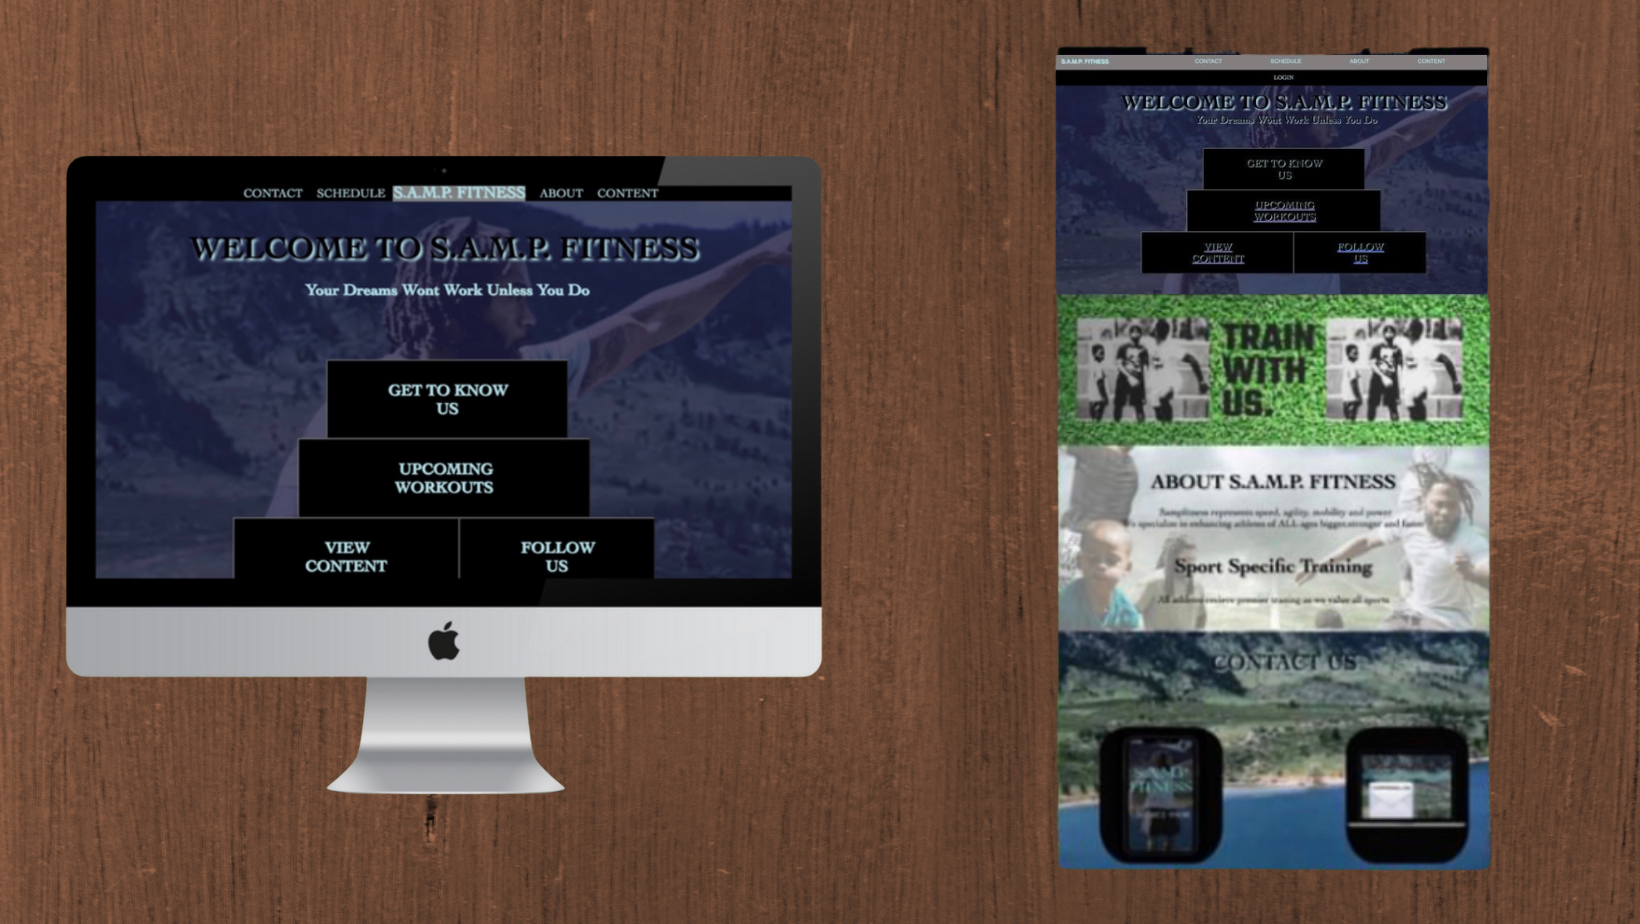 CONTACT SCHEDULE S.A.M.P. FITNESS ABOUT CONTENT
WELCOME TO S.A.M.P. FITNESS
Your Dreams Wont Work Unless You Do
GET TO KNOW
US
UPCOMING
WORKOUTS
VIEW
CONTENT
FOLLOW
US
S.A.M.P. FITNESS CONTACT SCHEDULE ABOUT CONTENT
LOGIN
WELCOME TO S.A.M.P. FITNESS
Your Dreams Wont Work Unless You Do
GET TO KNOW
US
UPCOMING
WORKOUTS
VIEW
CONTENT
FOLLOW
US
TRAIN
WITH
US.
ABOUT S.A.M.P. FITNESS
Sampfitness represents speed, agility, mobility and power
specialize in enhancing athletes of ALL ages bigger,stronger and faster
Sport Specific Training
All athletes recieve premier training as we value all sports
CONTACT US
FITNESS